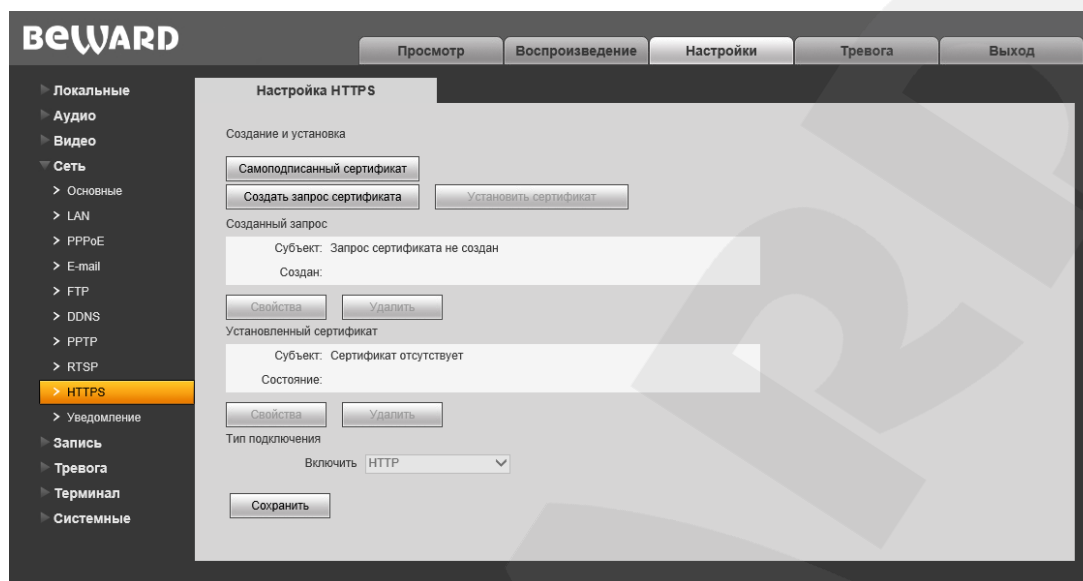 BEWARD
Просмотр Воспроизведение Настройки Тревога Выход
Локальные
Аудио
Видео
Сеть
> Основные
> LAN
> PPPoE
> E-mail
> FTP
> DDNS
> PPTP
> RTSP
> HTTPS
> Уведомление
Запись
Тревога
Терминал
Системные
Настройка HTTPS
Создание и установка
Самоподписанный сертификат
Создать запрос сертификата Установить сертификат
Созданный запрос
Субъект: Запрос сертификата не создан
Создан:
Свойства Удалить
Установленный сертификат
Субъект: Сертификат отсутствует
Состояние:
Свойства Удалить
Тип подключения
Включить HTTP
Сохранить